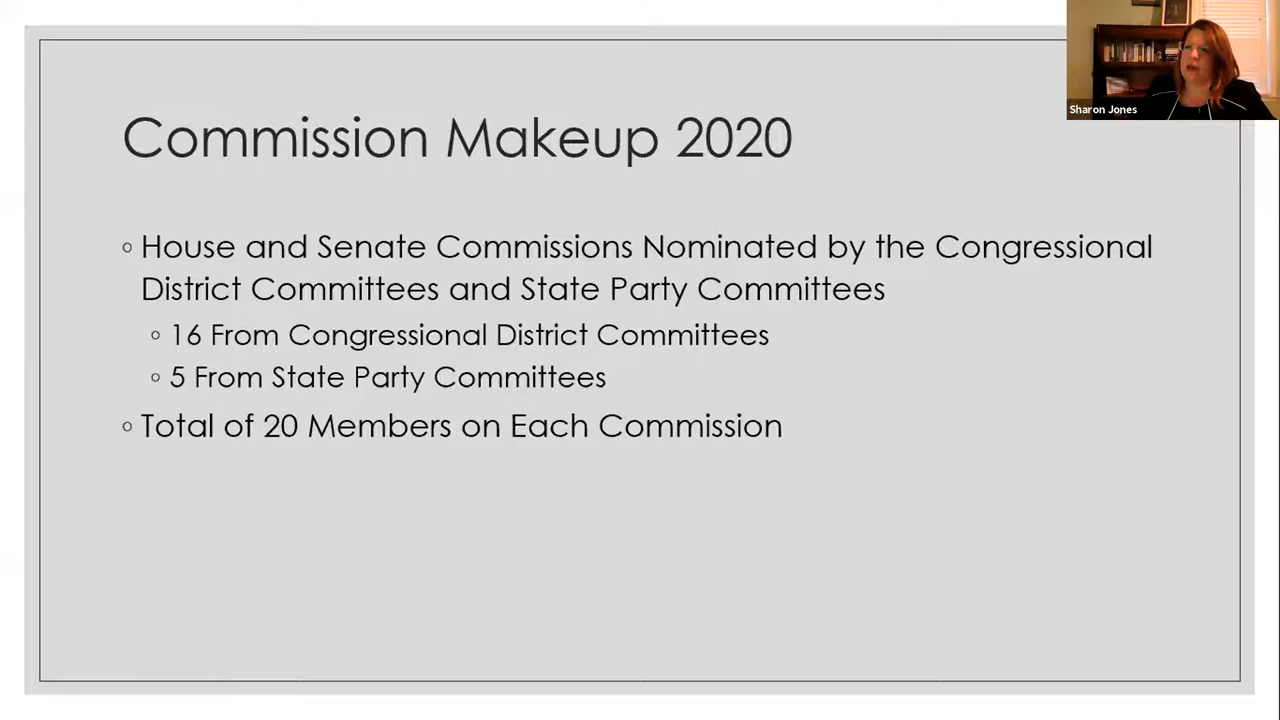 Sharon Jones
Commission Makeup 2020
House and Senate Commissions Nominated by the Congressional
District Committees and State Party Committees
16 From Congressional District Committees
5 From State Party Committees
Total of 20 Members on Each Commission